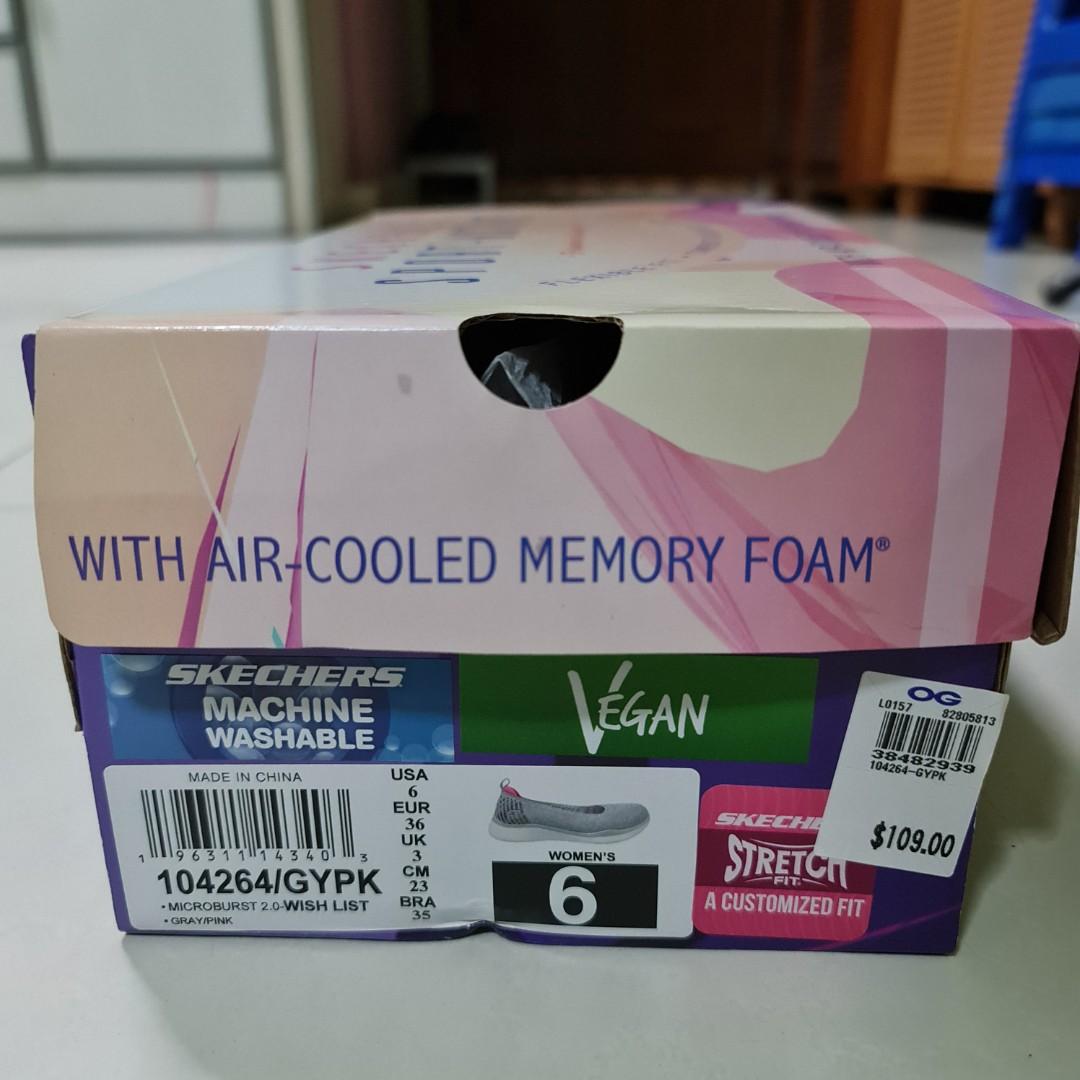 SPORT
WITH AIR-COOLED MEMORY FOAM®
SKECHERS
MACHINE
WASHABLE
VEGAN
OG
L0157 82805813
38482939
104264-GYPK
$109.00
MADE IN CHINA
1 96311 14340 3
104264/GYPK
• MICROBURST 2.0-WISH LIST
• GRAY/PINK
USA
6
EUR
36
UK
3
CM
23
BRA
35
WOMEN'S
6
SKECHE
STRETCH
FIT
A CUSTOMIZED FIT